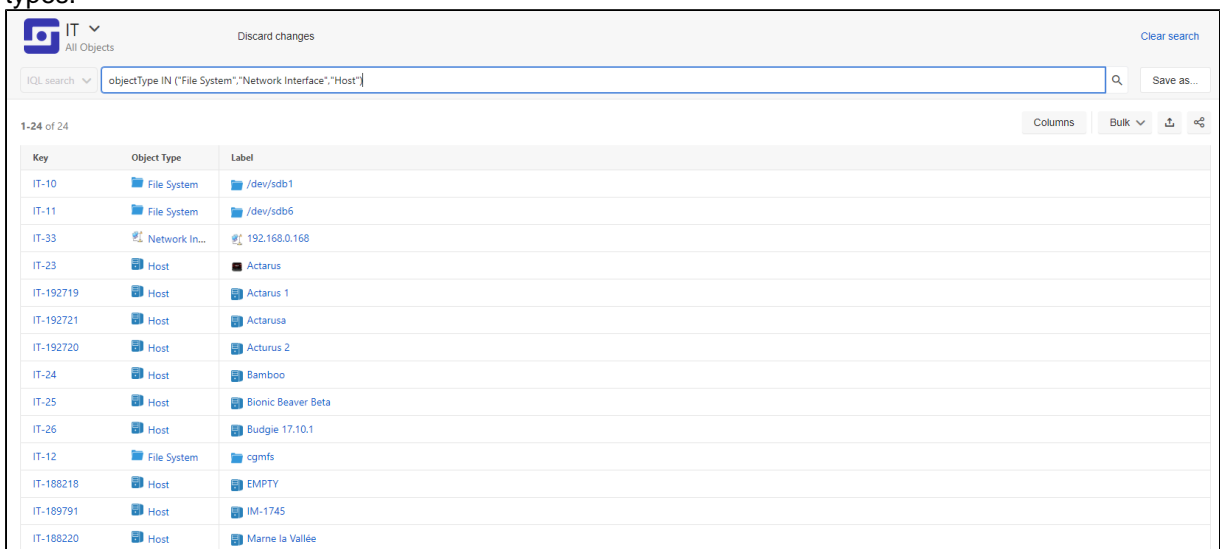 types.
IT
All Objects
Discard changes
Clear search
IQL search
objectType IN ("File System","Network Interface","Host")
Save as...
1-24 of 24
Columns
Bulk
Key Object Type Label
IT-10 File System /dev/sdb1
IT-11 File System /dev/sdb6
IT-33 Network In... 192.168.0.168
IT-23 Host Actarus
IT-192719 Host Actarus 1
IT-192721 Host Actarusa
IT-192720 Host Acturus 2
IT-24 Host Bamboo
IT-25 Host Bionic Beaver Beta
IT-26 Host Budgie 17.10.1
IT-12 File System cgmfs
IT-188218 Host EMPTY
IT-189791 Host IM-1745
IT-188220 Host Marne la Vallée